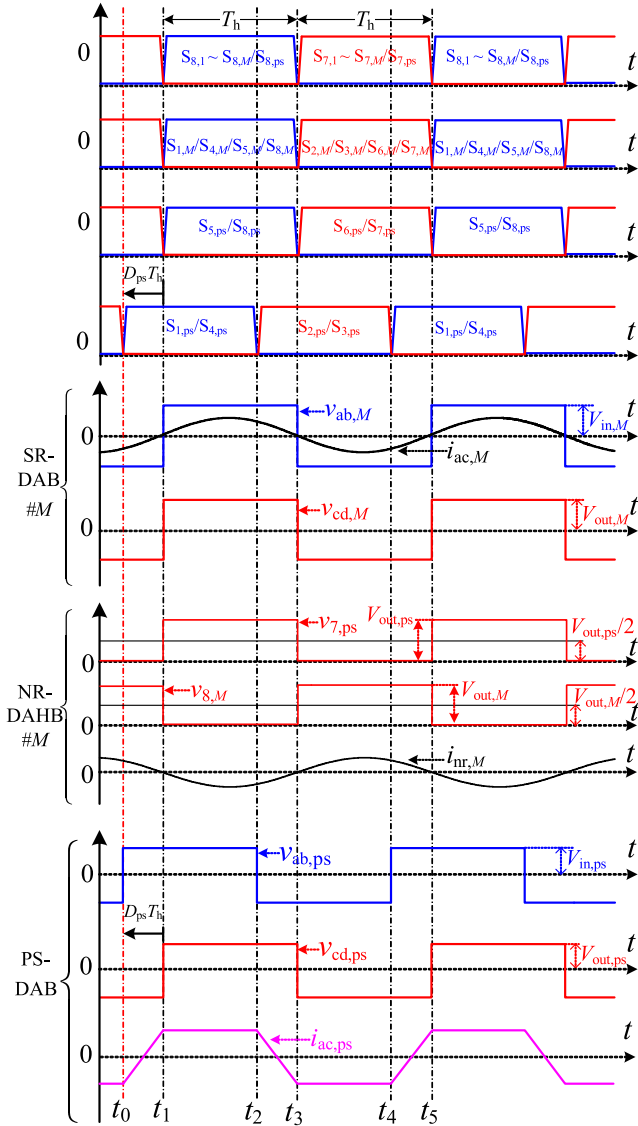 T_h T_h
0 S_8,1 ~ S_8,M/S_8,ps S_7,1 ~ S_7,M/S_7,ps S_8,1 ~ S_8,M/S_8,ps t
0 S_1,M/S_4,M/S_5,M/S_8,M S_2,M/S_3,M/S_6,M/S_7,M S_1,M/S_4,M/S_5,M/S_8,M t
0 S_5,ps/S_8,ps S_6,ps/S_7,ps S_5,ps/S_8,ps t
D_psT_h
0 S_1,ps/S_4,ps S_2,ps/S_3,ps S_1,ps/S_4,ps t
SR-
DAB
#M
0 v_ab,M i_ac,M V_in,M t
0 v_cd,M V_out,M t
NR-
DAHB
#M
0 v_7,ps V_out,ps V_out,ps/2 t
0 v_8,M V_out,M V_out,M/2 t
0 i_nr,M t
PS-
DAB
0 v_ab,ps V_in,ps t
D_psT_h
0 v_cd,ps V_out,ps t
0 i_ac,ps t
t_0 t_1 t_2 t_3 t_4 t_5